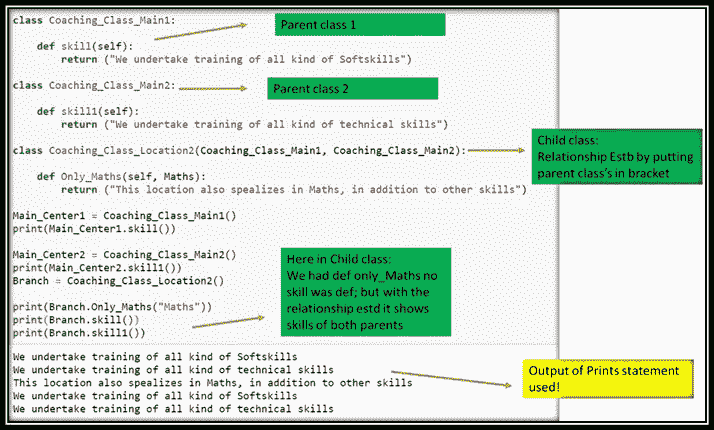 class Coaching_Class_Main1:
Parent class 1
def skill(self):
return ("We undertake training of all kind of Softskills")
class Coaching_Class_Main2:
Parent class 2
def skill1(self):
return ("We undertake training of all kind of technical skills")
class Coaching_Class_Location2(Coaching_Class_Main1, Coaching_Class_Main2):
Child class:
Relationship Estb by putting
parent class's in bracket
def Only_Maths(self, Maths):
return ("This location also spealizes in Maths, in addition to other skills")
Main_Center1 = Coaching_Class_Main1()
print(Main_Center1.skill())
Main_Center2 = Coaching_Class_Main2()
print(Main_Center2.skill1())
Branch = Coaching_Class_Location2()
Here in Child class:
We had def only_Maths no
skill was def; but with the
relationship estd it shows
skills of both parents
print(Branch.Only_Maths("Maths"))
print(Branch.skill())
print(Branch.skill1())
We undertake training of all kind of Softskills
We undertake training of all kind of technical skills
This location also spealizes in Maths, in addition to other skills
We undertake training of all kind of Softskills
We undertake training of all kind of technical skills
Output of Prints statement
used!